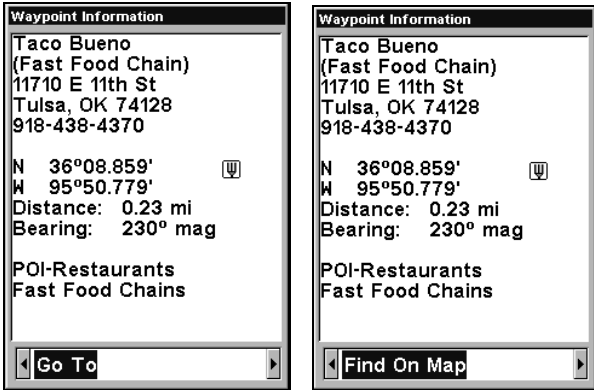 Waypoint Information
Taco Bueno
(Fast Food Chain)
11710 E 11th St
Tulsa, OK 74128
918-438-4370
N 36º08.859'
W 95º50.779'
Distance: 0.23 mi
Bearing: 230º mag
POI-Restaurants
Fast Food Chains
Go To
Waypoint Information
Taco Bueno
(Fast Food Chain)
11710 E 11th St
Tulsa, OK 74128
918-438-4370
N 36º08.859'
W 95º50.779'
Distance: 0.23 mi
Bearing: 230º mag
POI-Restaurants
Fast Food Chains
Find On Map